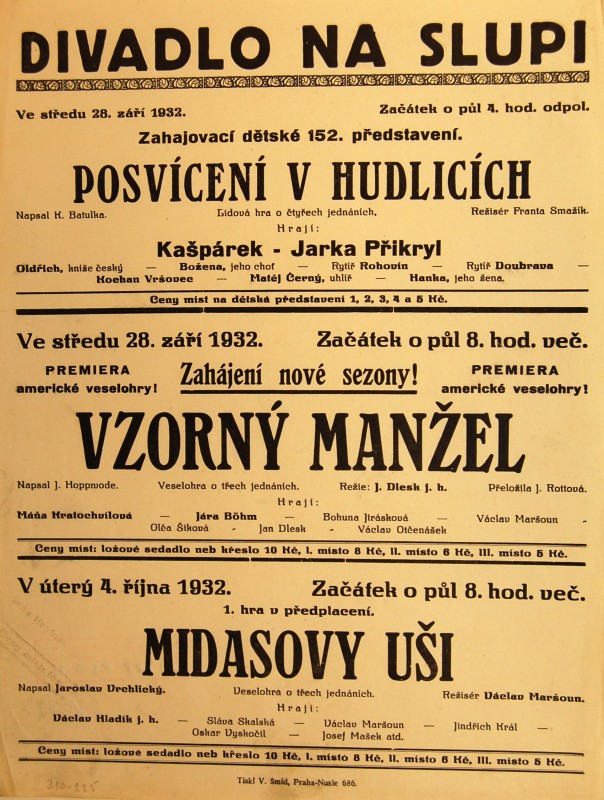 DIVADLO NA SLUPI
Ve středu 28. září 1932. Začátek o půl 4. hod. odpol.
Zahajovací dětské 152. představení.
POSVÍCENÍ V HUDLICÍCH
Napsal K. Batulka. Lidová hra o čtyřech jednáních. Režisér Franta Smažík.
Hrají:
Kašpárek - Jarka Přikryl
Oldřich, kníže český — Božena, jeho choť — Rytíř Rohovín — Rytíř Doubrava —
Kochan Vršovec — Matěj Černý, uhlíř — Hanka, jeho žena.
Ceny míst na dětská představení 1, 2, 3, 4 a 5 Kč.
Ve středu 28. září 1932. Začátek o půl 8. hod. več.
PREMIERA Zahájení nové sezony! PREMIERA
americké veselohry! americké veselohry!
VZORNÝ MANŽEL
Napsal J. Hoppwode. Veselohra o třech jednáních. Režie: J. Dlesk j. h. Přeložila J. Rottová.
Hrají:
Máňa Kratochvílová — Jára Böhm — Bohuna Jirásková — Václav Maršoun -
Olča Šiková - Jan Dlesk - Václav Otčenášek
Ceny míst: ložové sedadlo neb křeslo 10 Kč, I. místo 8 Kč, II. místo 6 Kč, III. místo 5 Kč.
V úterý 4. října 1932. Začátek o půl 8. hod. več.
1. hra v předplacení.
MIDASOVY UŠI
Napsal Jaroslav Vrchlický. Veselohra o třech jednáních. Režisér Václav Maršoun.
Hrají:
Václav Hladík j. h. — Sláva Skalská — Václav Maršoun — Jindřich Král —
Oskar Vyskočil — Josef Mašek atd.
Ceny míst: ložové sedadlo neb křeslo 10 Kč, I. místo 8 Kč, II. místo 6 Kč, III. místo 5 Kč.
Tiskl V. Šmíd, Praha-Nusle 686.
310-225